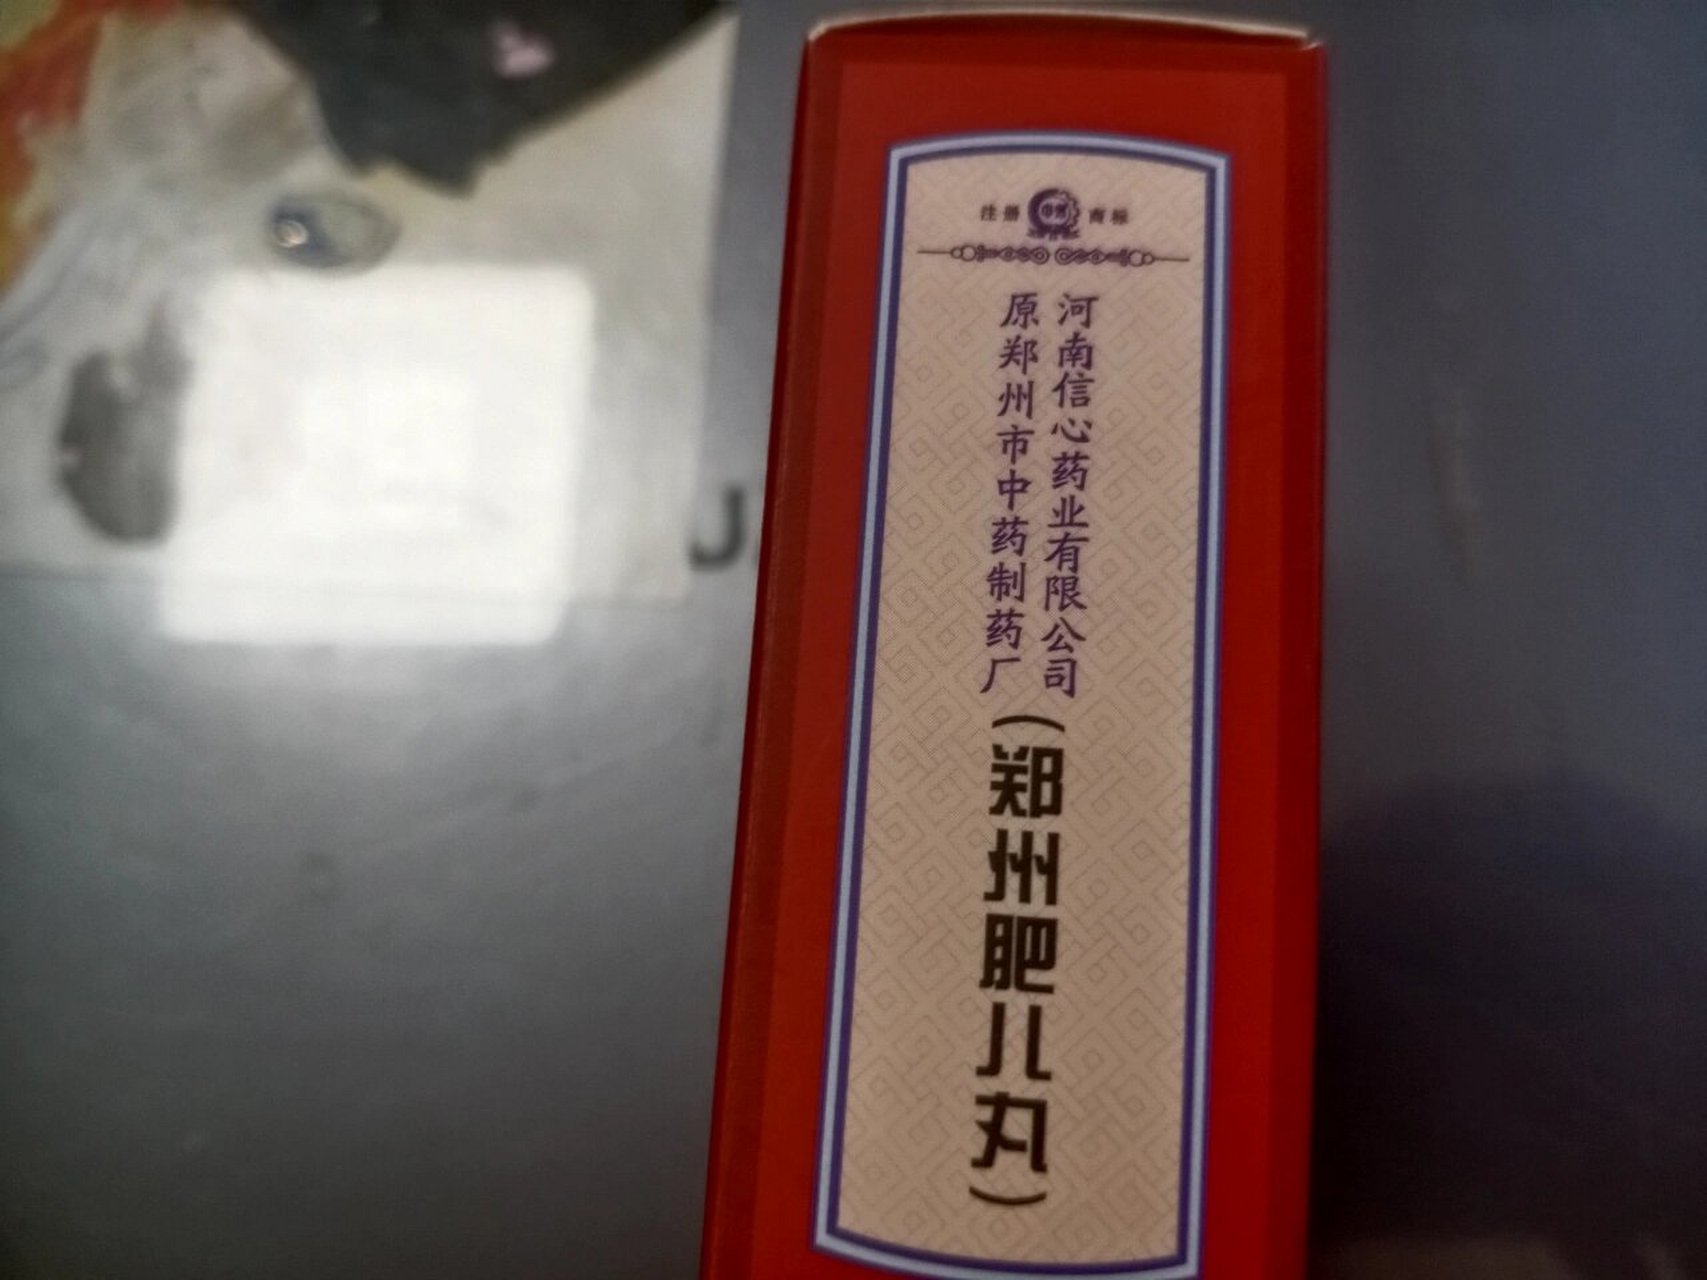 注册 商标
河南信心药业有限公司
原郑州市中药制药厂
(郑州肥儿丸)
J